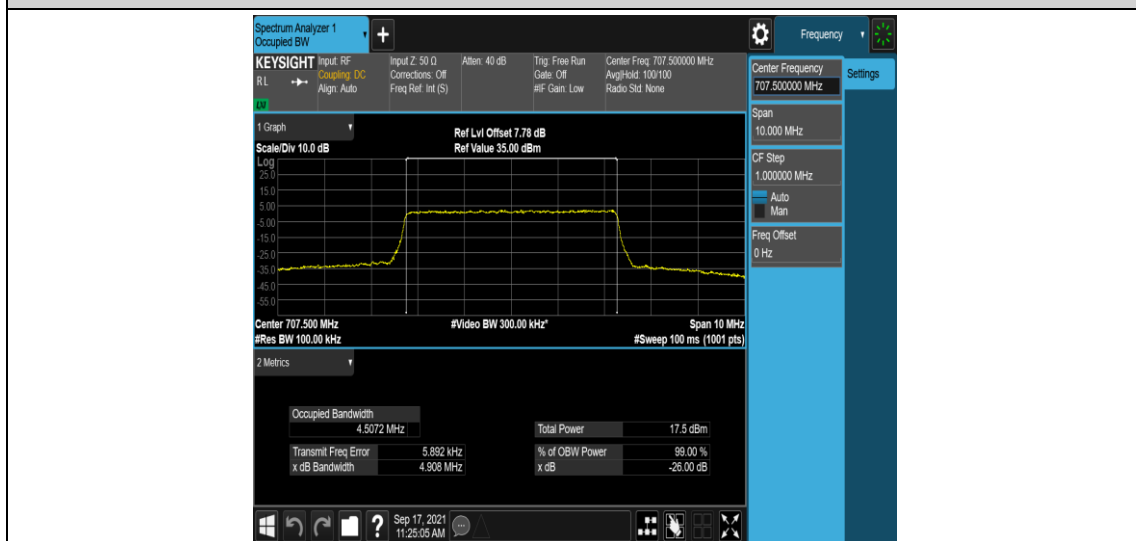 Spectrum Analyzer 1
Occupied BW
+
Frequency
KEYSIGHT
RL
LXI
Input: RF
Coupling: DC
Align: Auto
Input Z: 50 Ω
Corrections: Off
Freq Ref: Int (S)
Atten: 40 dB
Trig: Free Run
Gate: Off
#IF Gain: Low
Center Freq: 707.500000 MHz
Avg|Hold: 100/100
Radio Std: None
Center Frequency
707.500000 MHz
Settings
Span
10.000 MHz
CF Step
1.000000 MHz
Auto
Man
Freq Offset
0 Hz
1 Graph
Scale/Div 10.0 dB
Ref Lvl Offset 7.78 dB
Ref Value 35.00 dBm
Log
25.0
15.0
5.00
-5.00
-15.0
-25.0
-35.0
-45.0
-55.0
Center 707.500 MHz
#Res BW 100.00 kHz
#Video BW 300.00 kHz*
Span 10 MHz
#Sweep 100 ms (1001 pts)
2 Metrics
Occupied Bandwidth
4.5072 MHz
Total Power 17.5 dBm
Transmit Freq Error 5.892 kHz
% of OBW Power 99.00 %
x dB Bandwidth 4.908 MHz
x dB -26.00 dB
?
Sep 17, 2021
11:25:05 AM